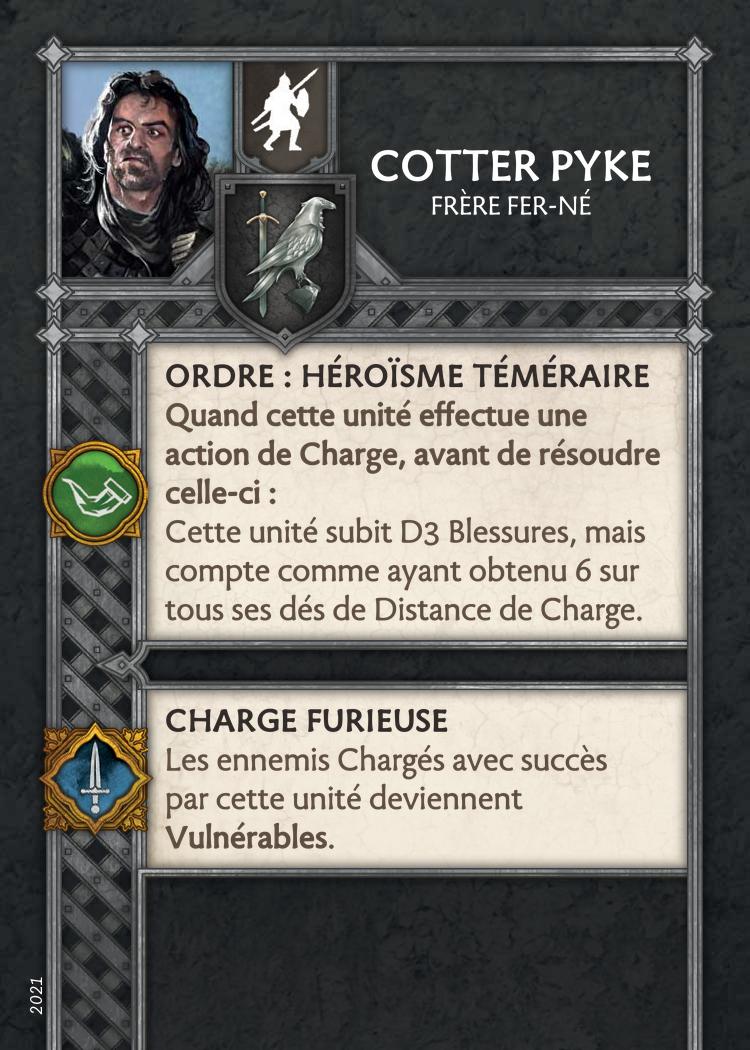 COTTER PYKE
FRÈRE FER-NÉ
ORDRE : HÉROÏSME TÉMÉRAIRE
Quand cette unité effectue une
action de Charge, avant de résoudre
celle-ci :
Cette unité subit D3 Blessures, mais
compte comme ayant obtenu 6 sur
tous ses dés de Distance de Charge.
CHARGE FURIEUSE
Les ennemis Chargés avec succès
par cette unité deviennent
Vulnérables.
2021